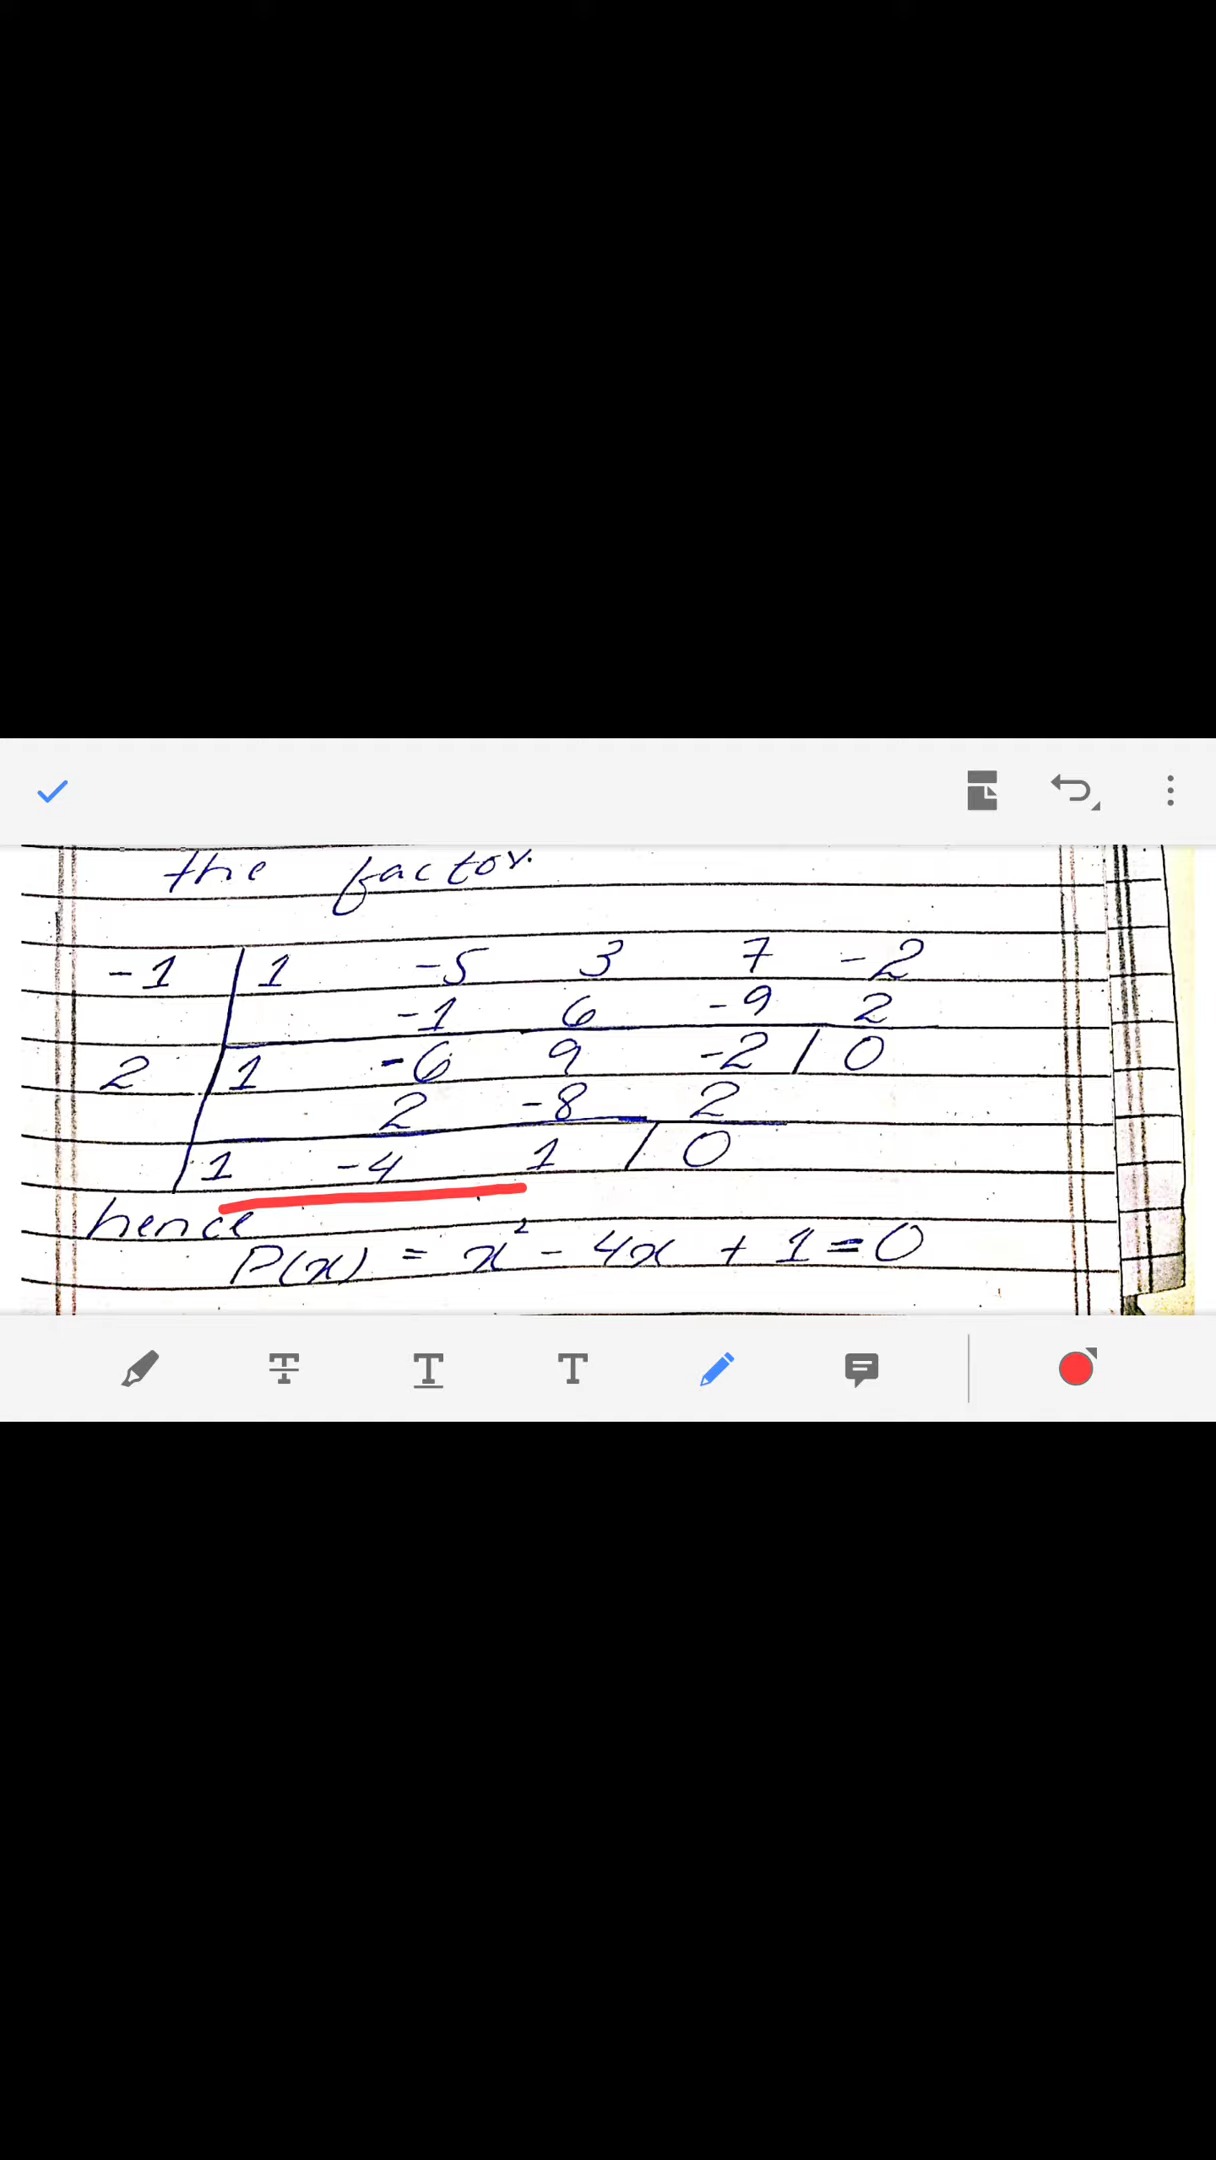 the factor.
-1 | 1 -5 3 7 -2
-1 6 -9 2
2 | 1 -6 9 -2 / 0
2 -8 2
| 1 -4 1 / 0
hence
P(x) = x² - 4x + 1 = 0